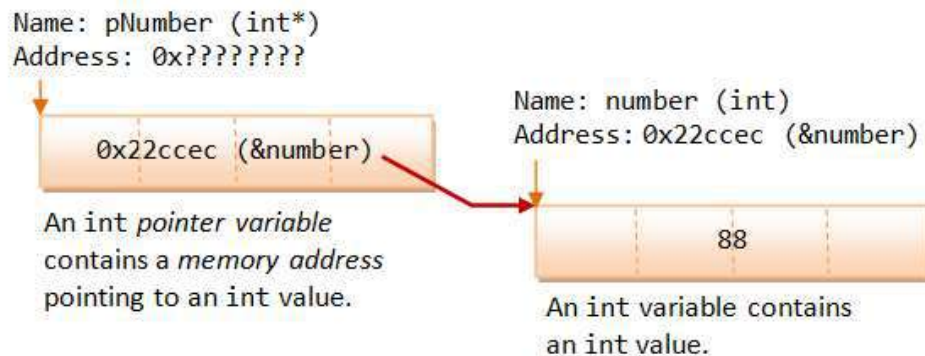 Name: pNumber (int*)
Address: 0x????????
0x22ccec (&number)
An int pointer variable
contains a memory address
pointing to an int value.
Name: number (int)
Address: 0x22ccec (&number)
88
An int variable contains
an int value.